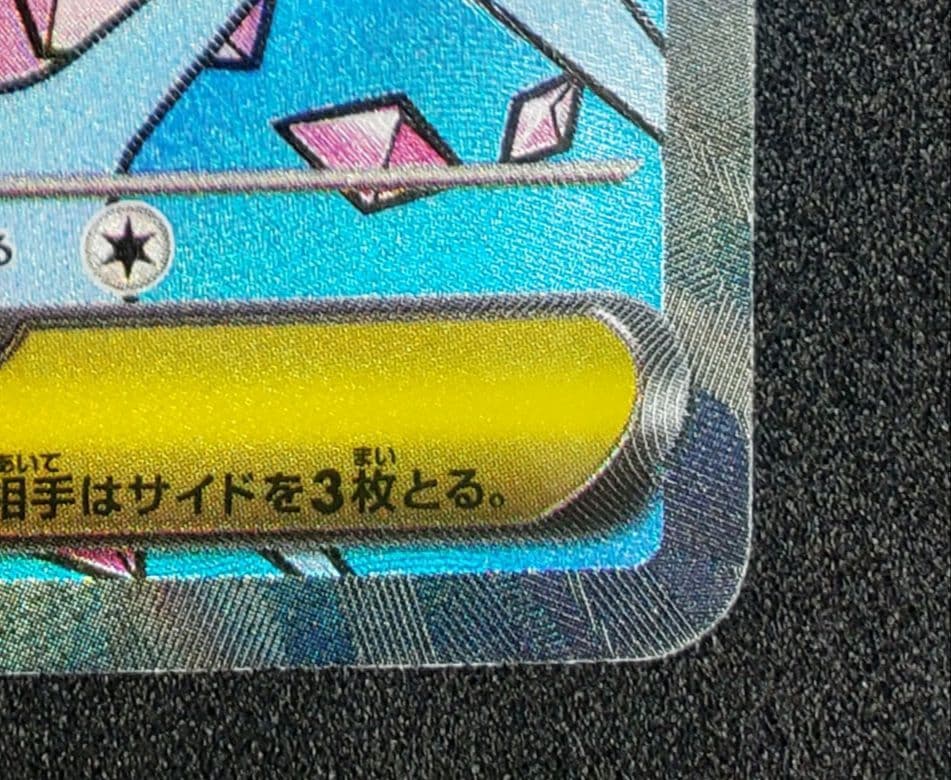 あいて まい
相手はサイドを3枚とる。